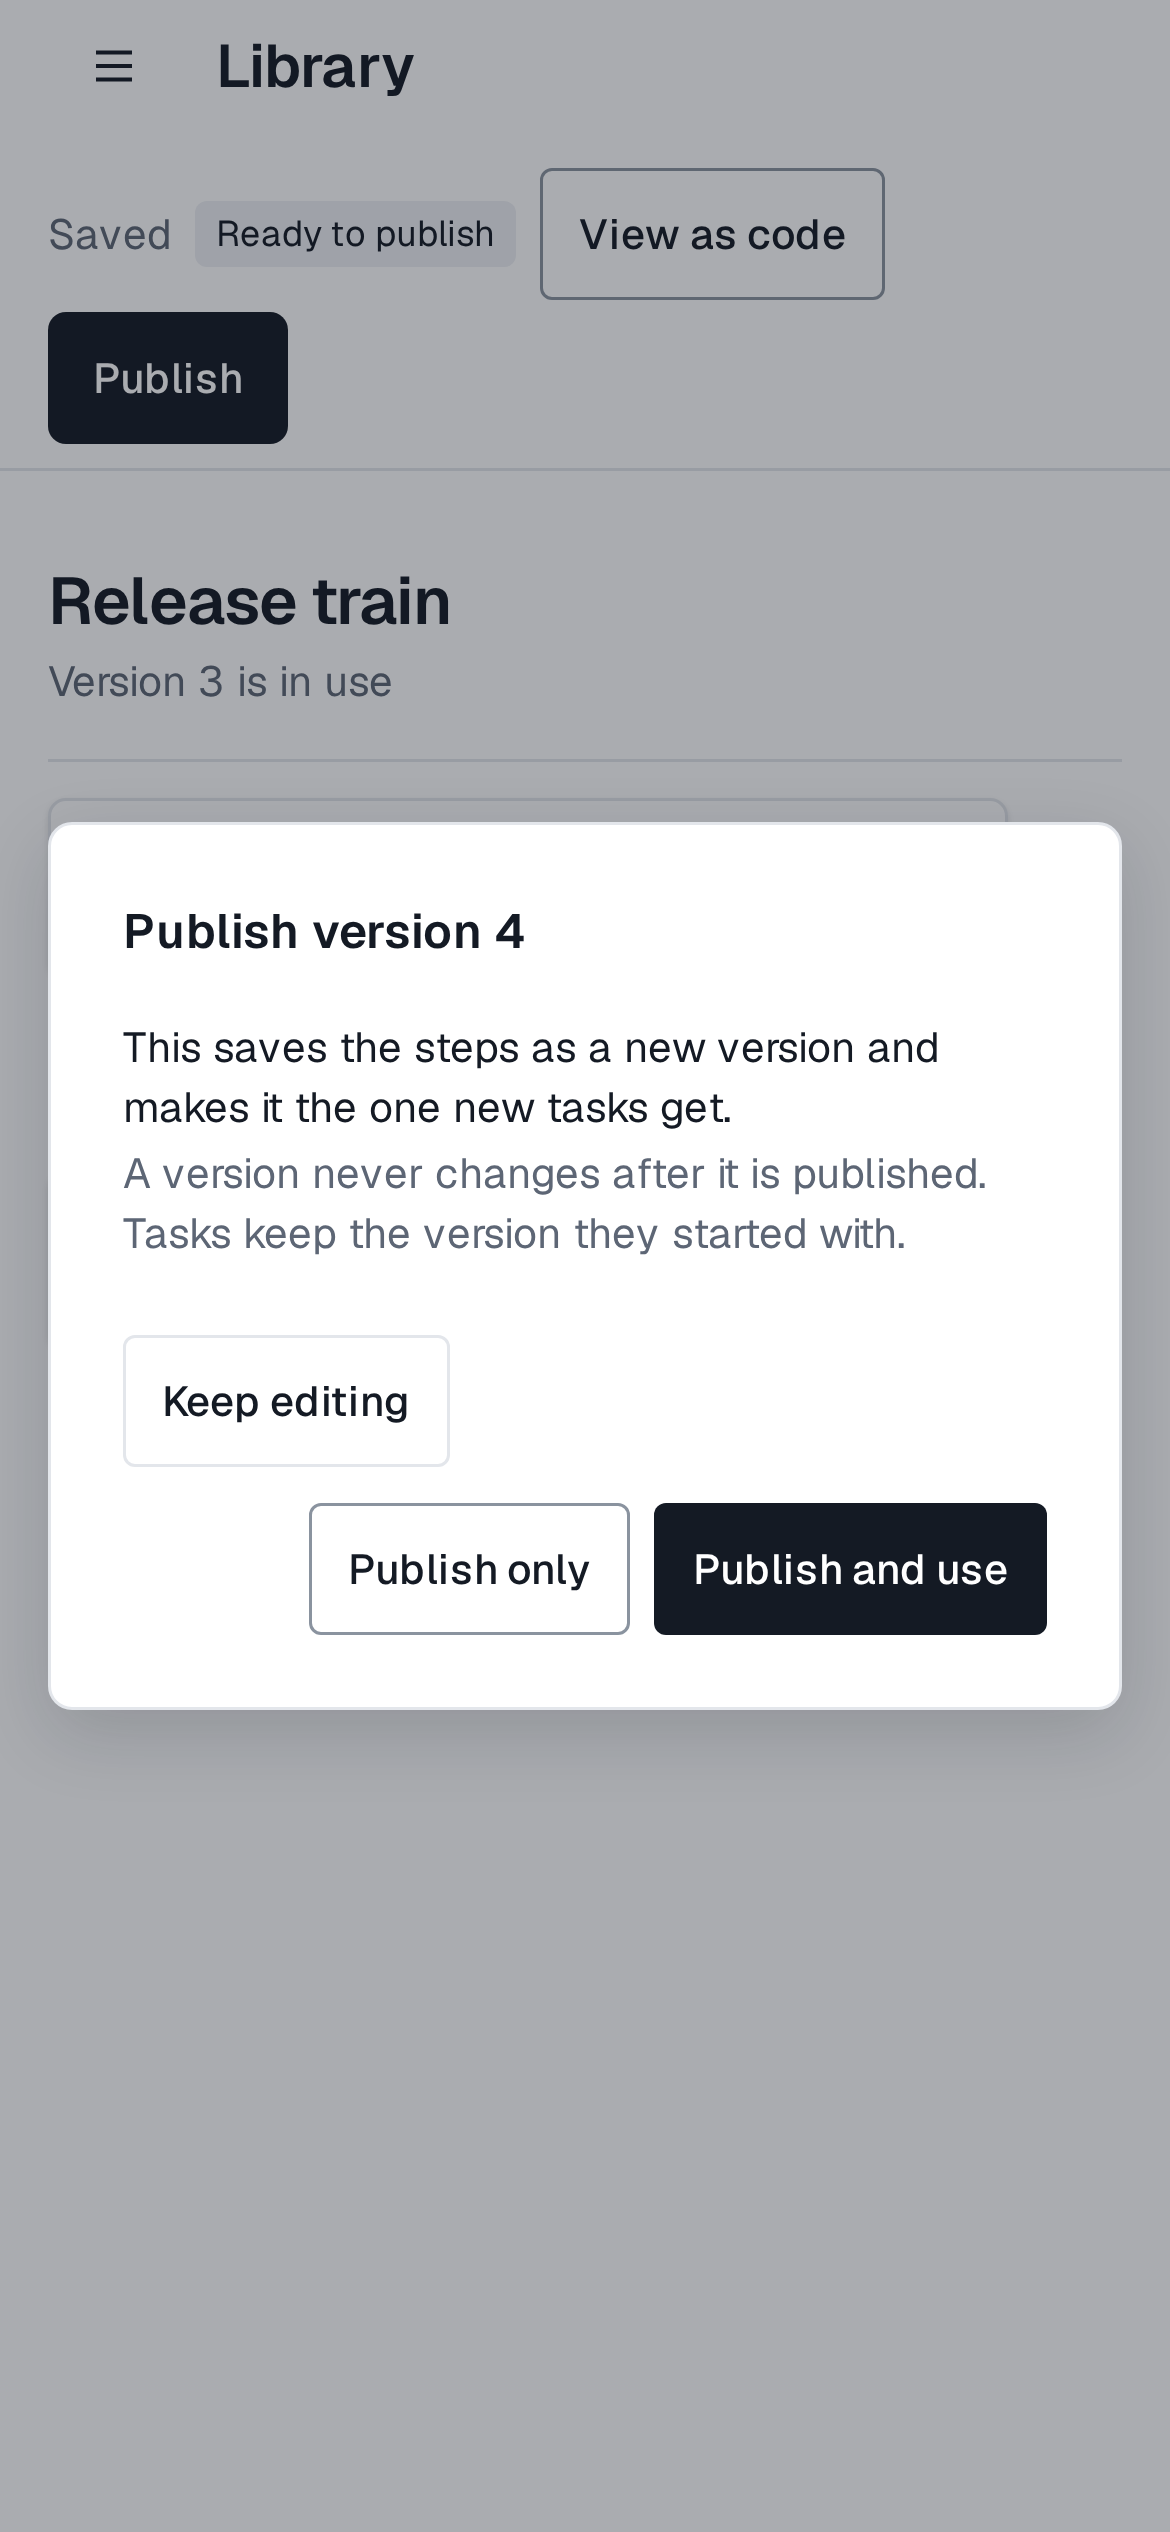 Library
Saved
Ready to publish
View as code
Publish
Release train
Version 3 is in use
Publish version 4
This saves the steps as a new version and
makes it the one new tasks get.
A version never changes after it is published.
Tasks keep the version they started with.
Keep editing
Publish only
Publish and use